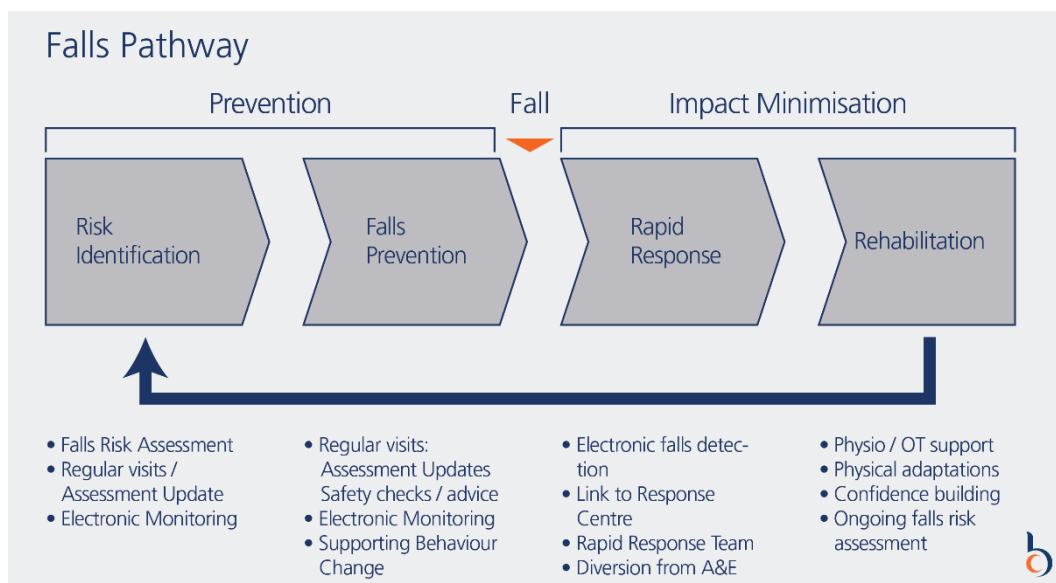 Falls Pathway
Prevention
Fall
Impact Minimisation
Risk
Identification
Falls
Prevention
Rapid
Response
Rehabilitation
• Falls Risk Assessment
• Regular visits /
Assessment Update
• Electronic Monitoring
• Regular visits:
Assessment Updates
Safety checks / advice
• Electronic Monitoring
• Supporting Behaviour
Change
• Electronic falls detec-
tion
• Link to Response
Centre
• Rapid Response Team
• Diversion from A&E
• Physio / OT support
• Physical adaptations
• Confidence building
• Ongoing falls risk
assessment